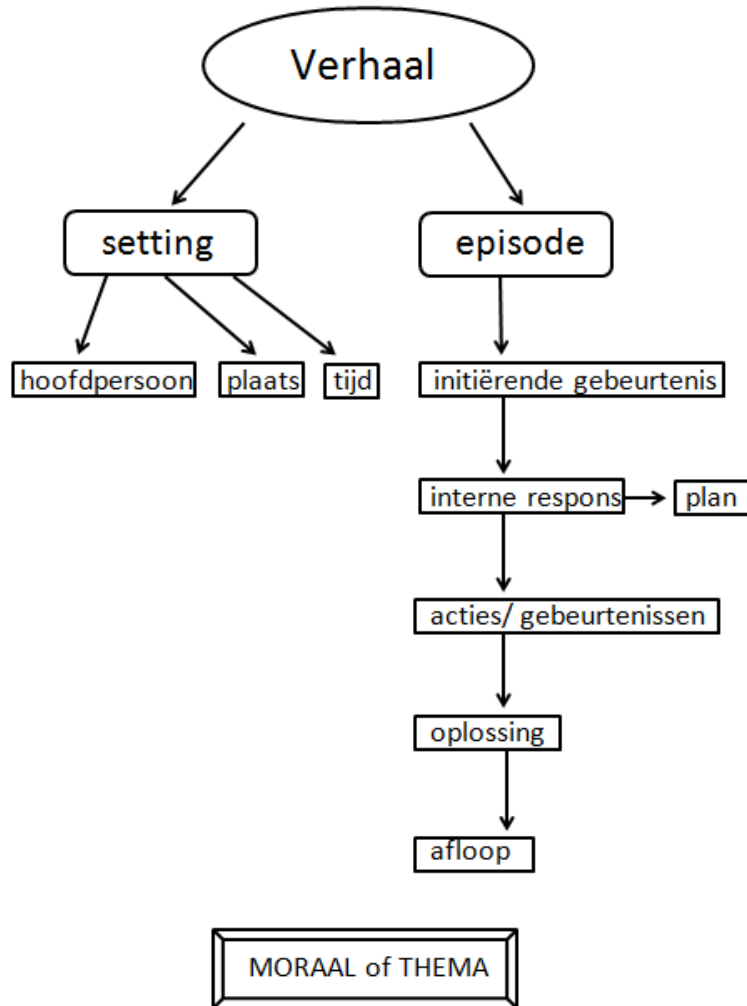 Verhaal
setting
episode
hoofdpersoon
plaats
tijd
initiërende gebeurtenis
interne respons
plan
acties/ gebeurtenissen
oplossing
afloop
MORAAL of THEMA